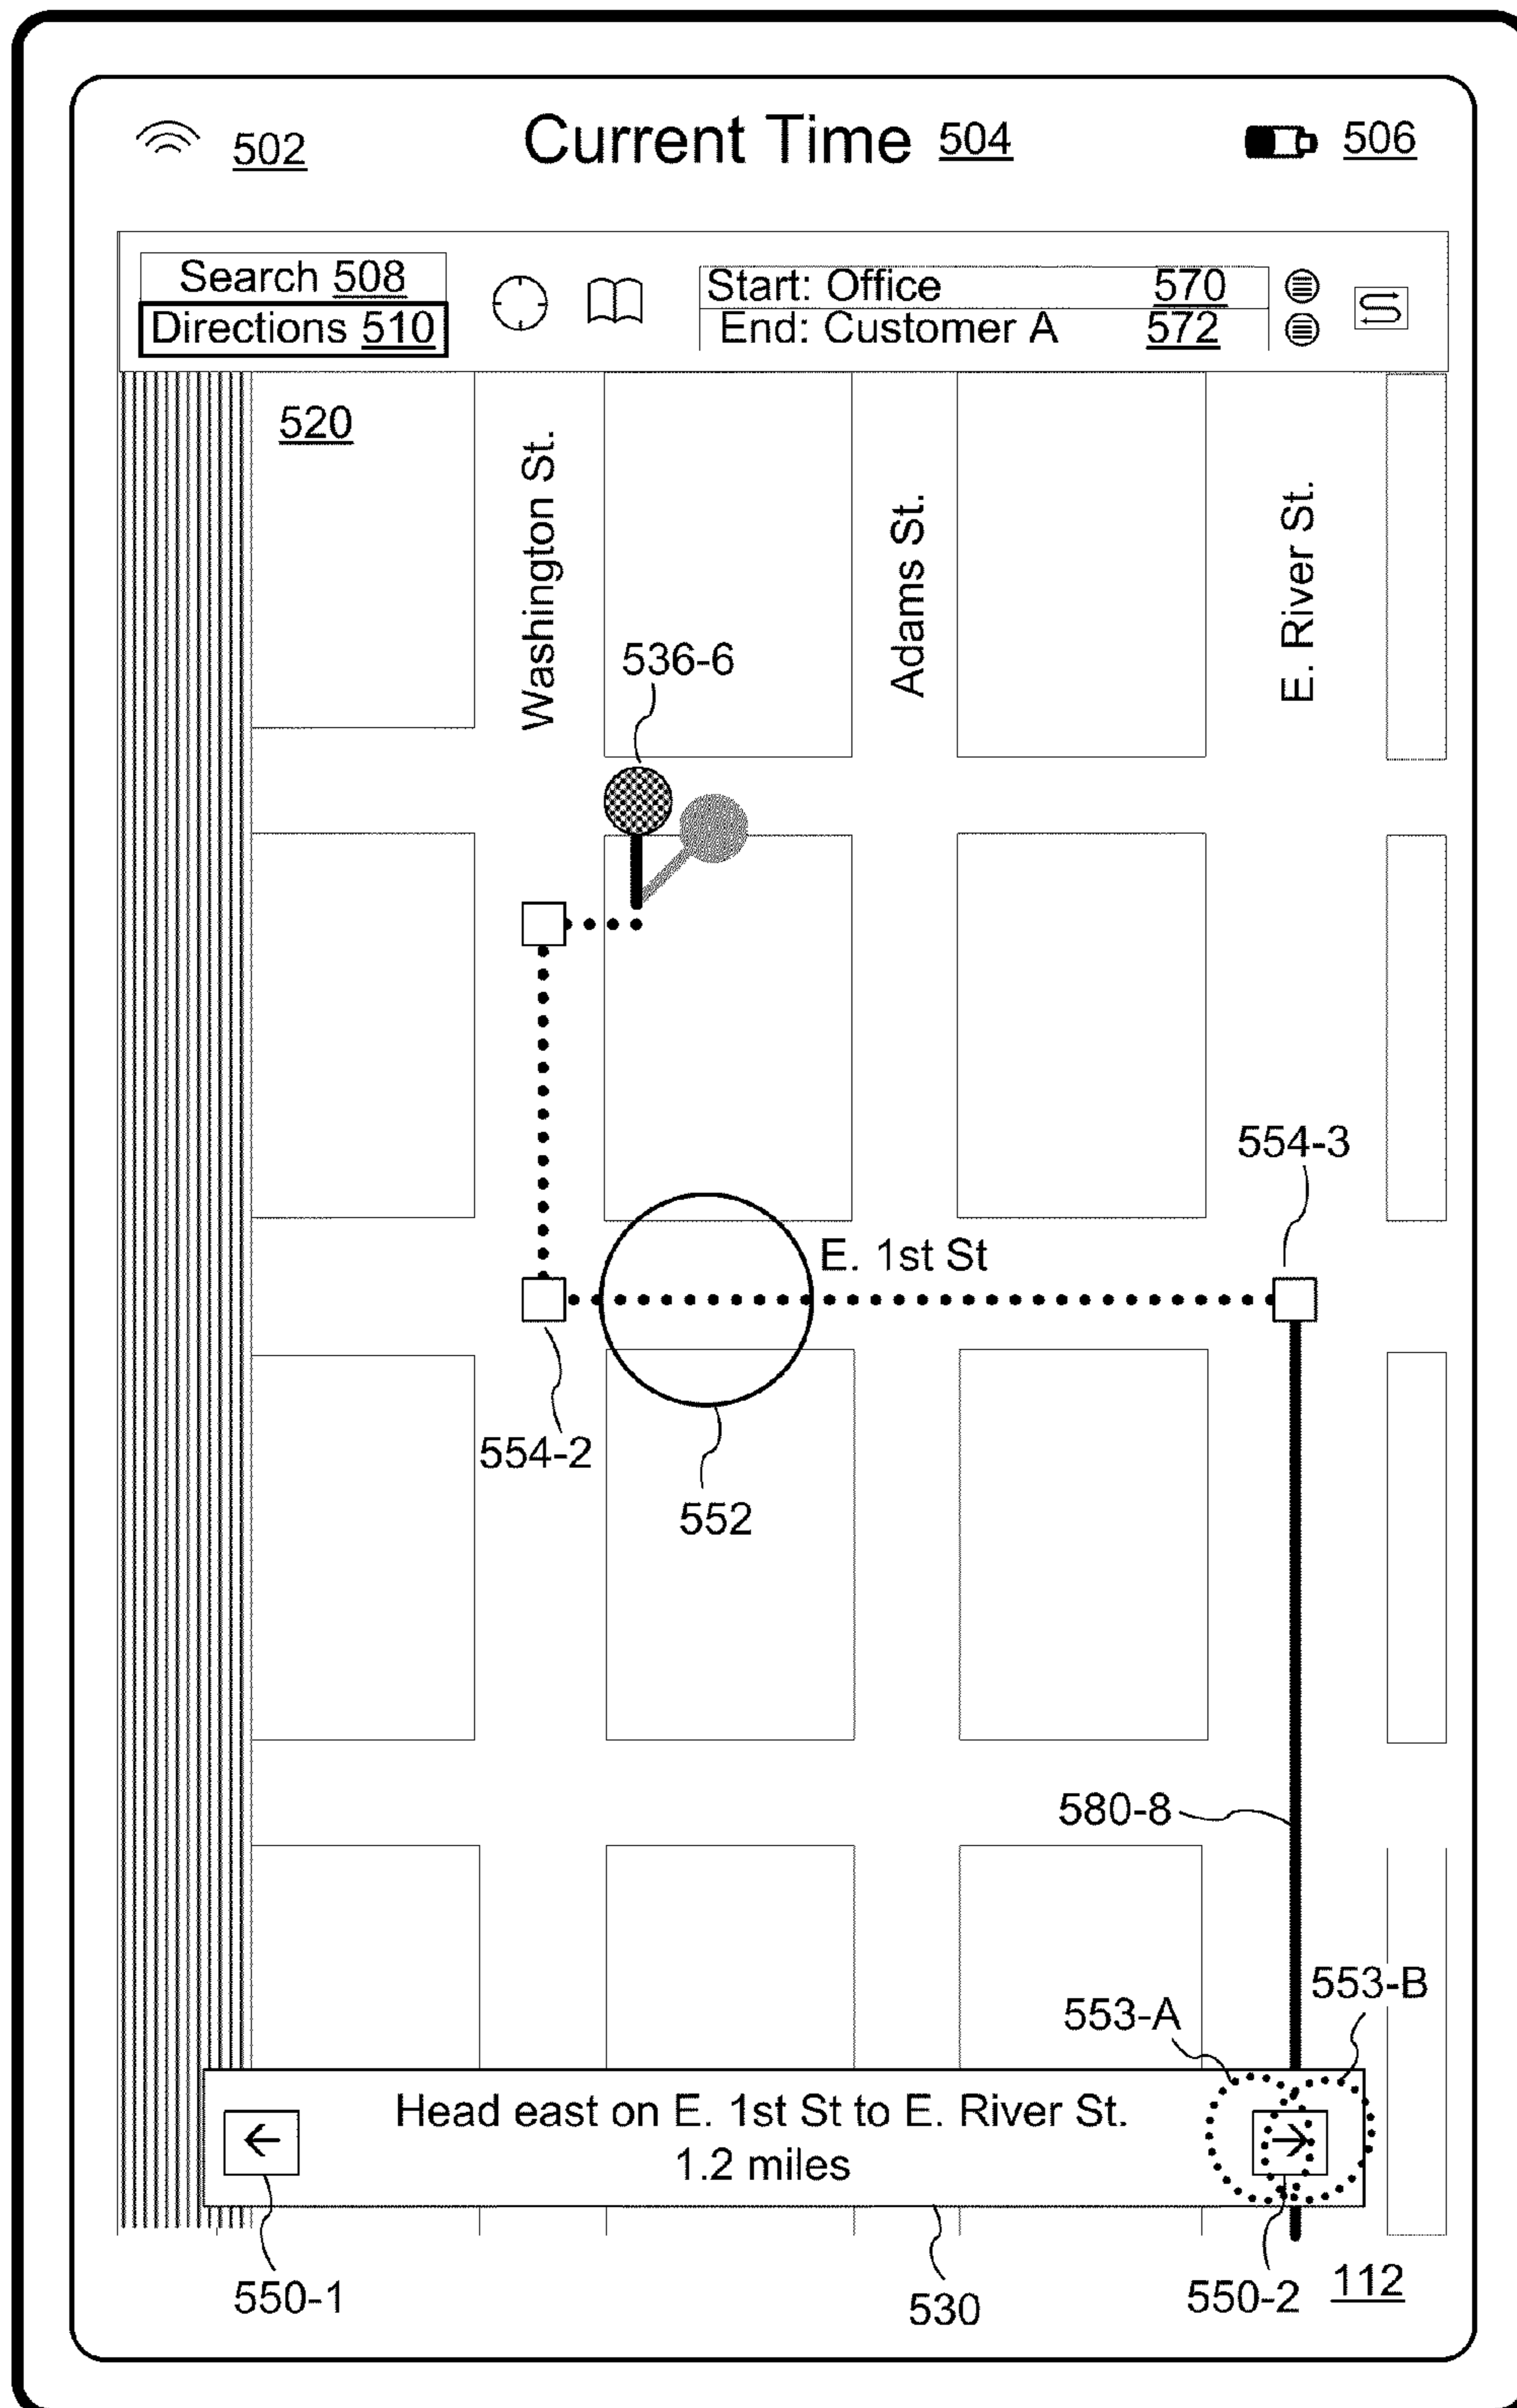 502
Current Time 504
506
Search 508
Directions 510
Start: Office 570
End: Customer A 572
520
Washington St.
Adams St.
E. River St.
536-6
554-3
E. 1st St
554-2
552
580-8
553-B
553-A
Head east on E. 1st St to E. River St.
1.2 miles
550-1
530
550-2
112